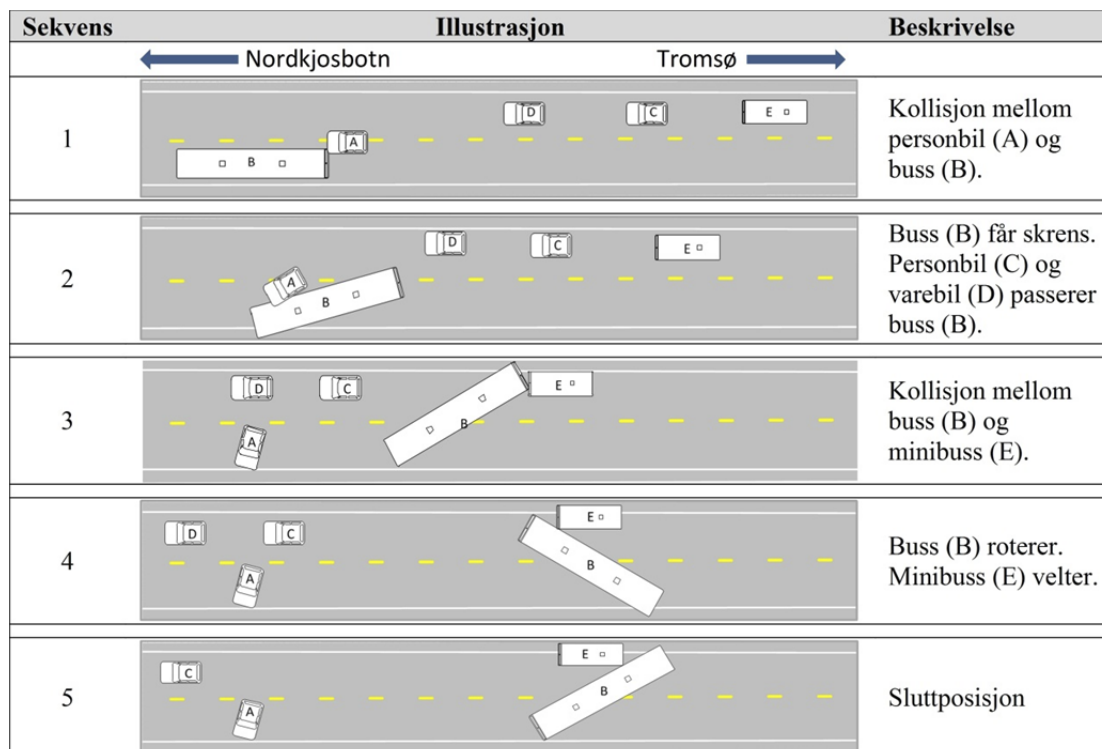 Sekvens Illustrasjon Beskrivelse
Nordkjosbotn Tromsø
1
D C E
A
B
Kollisjon mellom
personbil (A) og
buss (B).
2
D C E
A
B
Buss (B) får skrens.
Personbil (C) og
varebil (D) passerer
buss (B).
3
D C E
A B
Kollisjon mellom
buss (B) og
minibuss (E).
4
D C E
A B
Buss (B) roterer.
Minibuss (E) velter.
5
C E
A B
Sluttposisjon